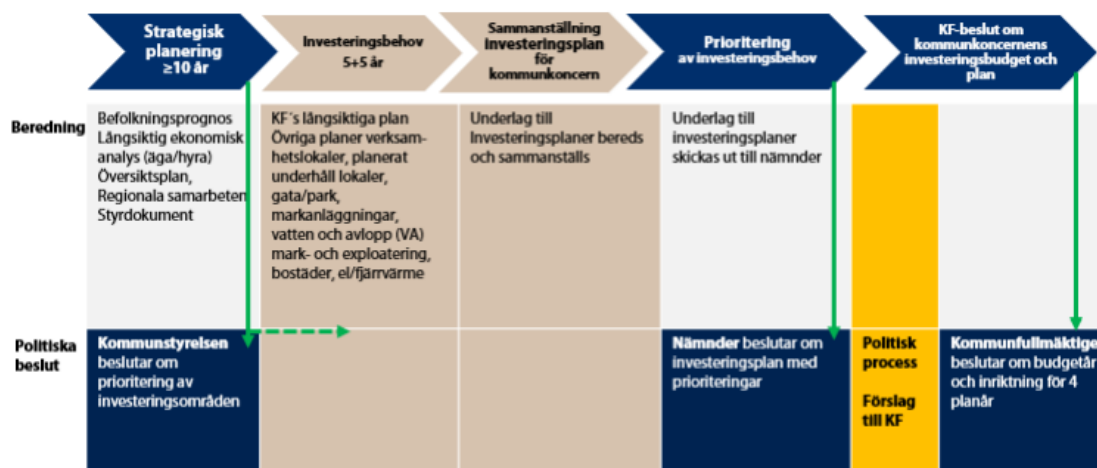 Strategisk
planering
≥10 år
Investeringsbehov
5+5 år
Sammanställning
Investeringsplan
för
kommunkoncern
Prioritering
av investeringsbehov
KF-beslut om
kommunkoncernens
investeringsbudget och
plan
Beredning
Befolkningsprognos
Långsiktig ekonomisk
analys (äga/hyra)
Översiktsplan,
Regionala samarbeten
Styrdokument
KF´s långsiktiga plan
Övriga planer verksam-
hetslokaler, planerat
underhåll lokaler,
gata/park,
markanläggningar,
vatten och avlopp (VA)
mark- och exploatering,
bostäder, el/fjärrvärme
Underlag till
Investeringsplaner bereds
och sammanställs
Underlag till
investeringsplaner
skickas ut till nämnder
Politiska
beslut
Kommunstyrelsen
beslutar om
prioritering av
investeringsområden
Nämnder beslutar om
investeringsplan med
prioriteringar
Politisk
process
Förslag
till KF
Kommunfullmäktige
beslutar om budgetår
och inriktning för 4
planår